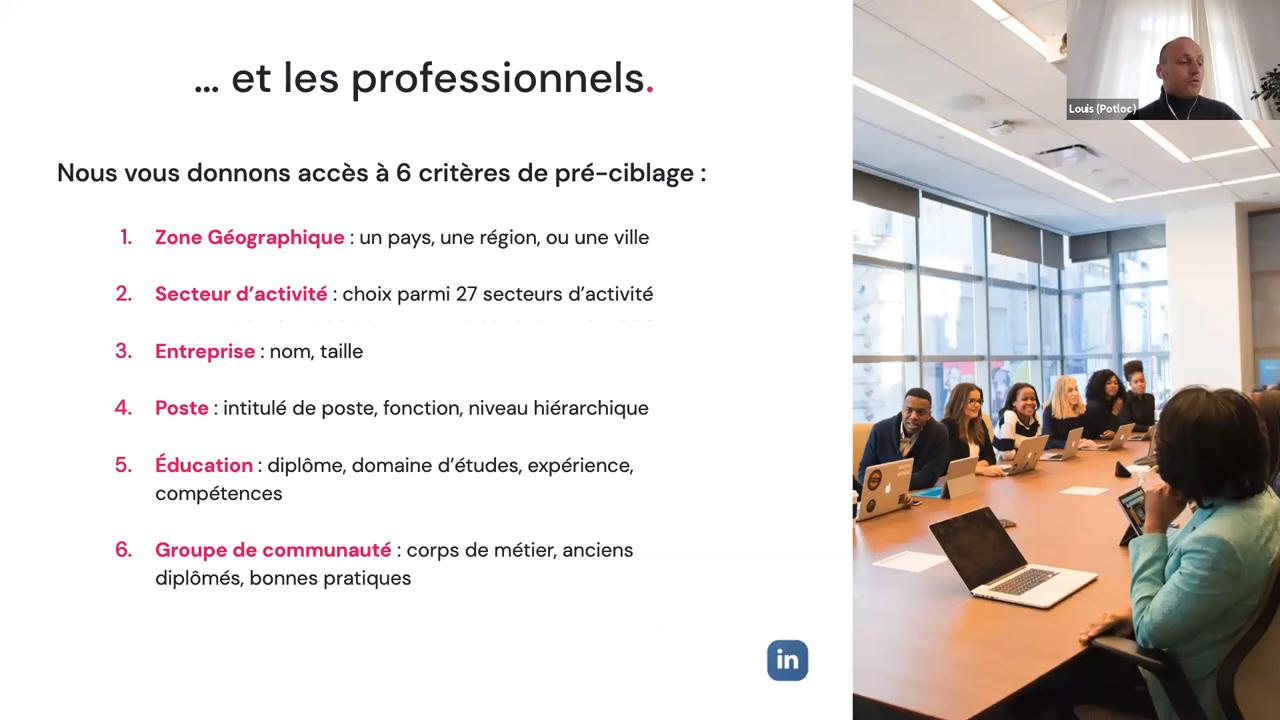 ... et les professionnels.
Louis (Potloc)
Nous vous donnons accès à 6 critères de pré-ciblage :
1. Zone Géographique : un pays, une région, ou une ville
2. Secteur d’activité : choix parmi 27 secteurs d’activité
3. Entreprise : nom, taille
4. Poste : intitulé de poste, fonction, niveau hiérarchique
5. Éducation : diplôme, domaine d’études, expérience,
compétences
6. Groupe de communauté : corps de métier, anciens
diplômés, bonnes pratiques
in